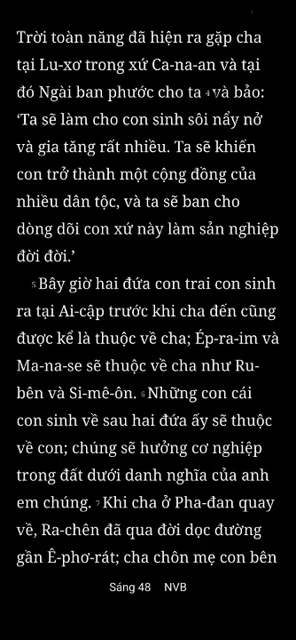 Trời toàn năng đã hiện ra gặp cha
tại Lu-xơ trong xứ Ca-na-an và tại
đó Ngài ban phước cho ta 4 và bảo:
‘Ta sẽ làm cho con sinh sôi nẩy nở
và gia tăng rất nhiều. Ta sẽ khiến
con trở thành một cộng đồng của
nhiều dân tộc, và ta sẽ ban cho
dòng dõi con xứ này làm sản nghiệp
đời đời.’
5 Bây giờ hai đứa con trai con sinh
ra tại Ai-cập trước khi cha đến cũng
được kể là thuộc về cha; Ép-ra-im và
Ma-na-se sẽ thuộc về cha như Ru-
bên và Si-mê-ôn. 6 Những con cái
con sinh về sau hai đứa ấy sẽ thuộc
về con; chúng sẽ hưởng cơ nghiệp
trong đất dưới danh nghĩa của anh
em chúng. 7 Khi cha ở Pha-đan quay
về, Ra-chên đã qua đời dọc đường
gần Ê-phơ-rát; cha chôn mẹ con bên
Sáng 48 NVB